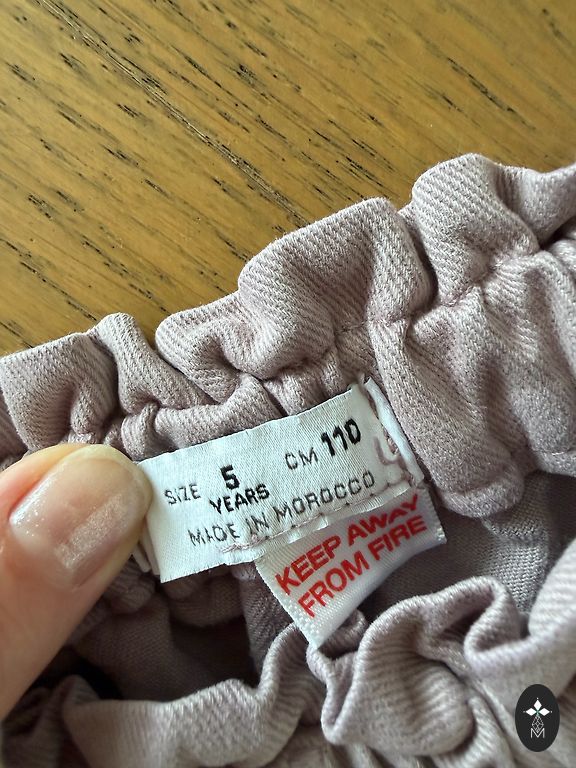 SIZE 5 YEARS CM 110
MADE IN MOROCCO
KEEP AWAY
FROM FIRE
M